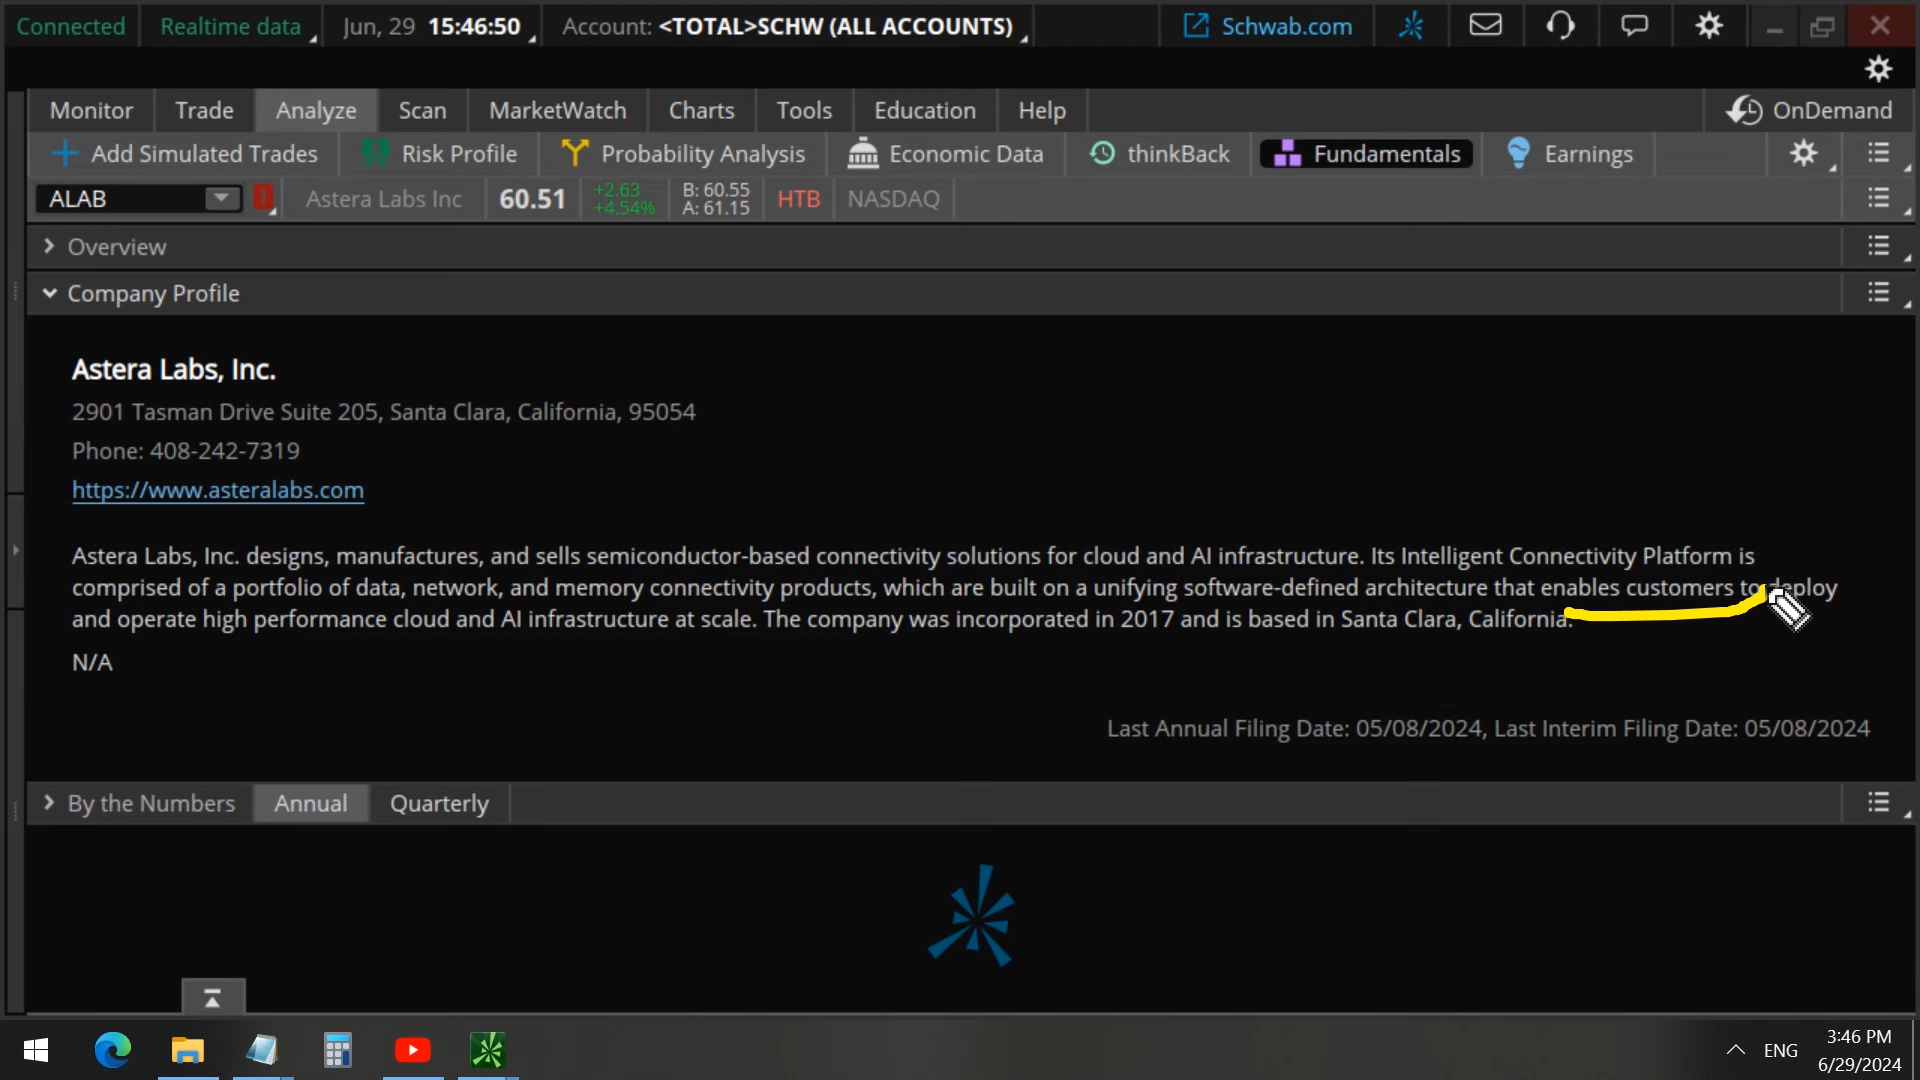 Connected Realtime data Jun, 29 15:46:50 Account: <TOTAL>SCHW (ALL ACCOUNTS) Schwab.com
Monitor Trade Analyze Scan MarketWatch Charts Tools Education Help OnDemand
Add Simulated Trades Risk Profile Probability Analysis Economic Data thinkBack Fundamentals Earnings
ALAB 1 Astera Labs Inc 60.51 +2.63 B: 60.55 HTB NASDAQ
+4.54% A: 61.15
Overview
Company Profile
Astera Labs, Inc.
2901 Tasman Drive Suite 205, Santa Clara, California, 95054
Phone: 408-242-7319
https://www.asteralabs.com
Astera Labs, Inc. designs, manufactures, and sells semiconductor-based connectivity solutions for cloud and AI infrastructure. Its Intelligent Connectivity Platform is
comprised of a portfolio of data, network, and memory connectivity products, which are built on a unifying software-defined architecture that enables customers to deploy
and operate high performance cloud and AI infrastructure at scale. The company was incorporated in 2017 and is based in Santa Clara, California.
N/A
Last Annual Filing Date: 05/08/2024, Last Interim Filing Date: 05/08/2024
By the Numbers Annual Quarterly
ENG 3:46 PM
6/29/2024